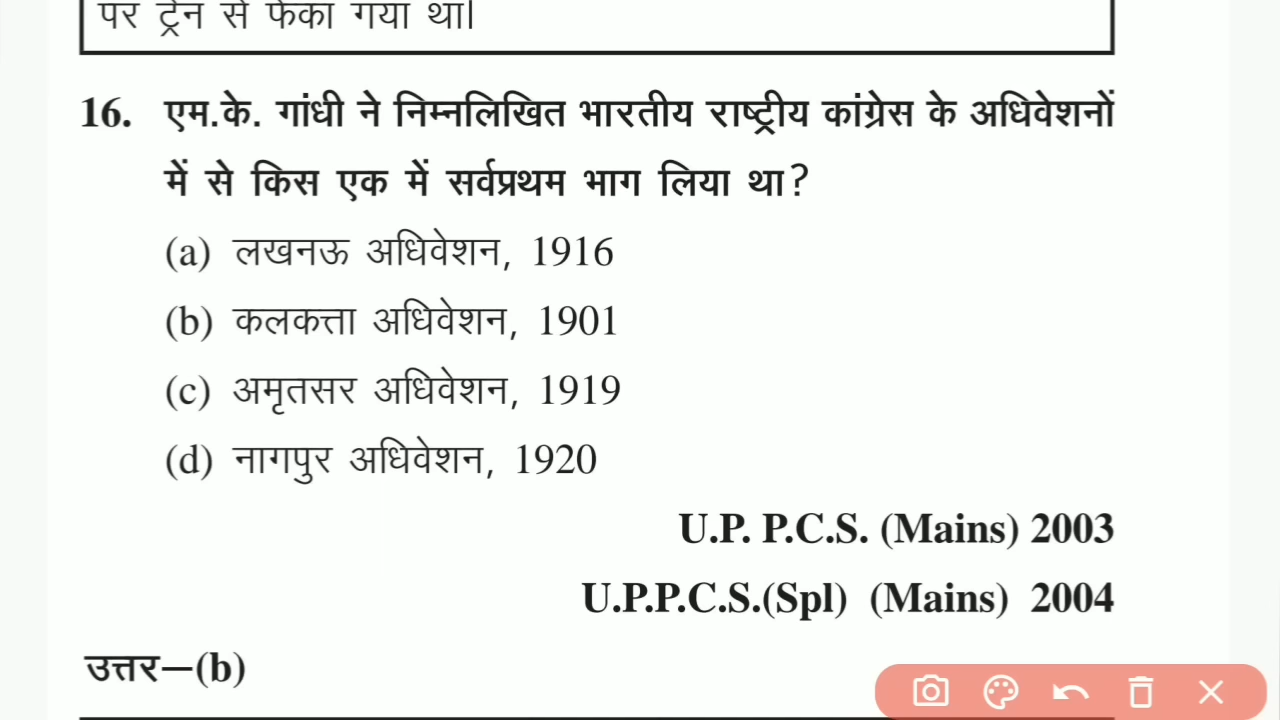 पर ट्रेन से फेंका गया था।
16. एम.के. गांधी ने निम्नलिखित भारतीय राष्ट्रीय कांग्रेस के अधिवेशनों
में से किस एक में सर्वप्रथम भाग लिया था?
(a) लखनऊ अधिवेशन, 1916
(b) कलकत्ता अधिवेशन, 1901
(c) अमृतसर अधिवेशन, 1919
(d) नागपुर अधिवेशन, 1920
U.P. P.C.S. (Mains) 2003
U.P.P.C.S.(Spl) (Mains) 2004
उत्तर—(b)